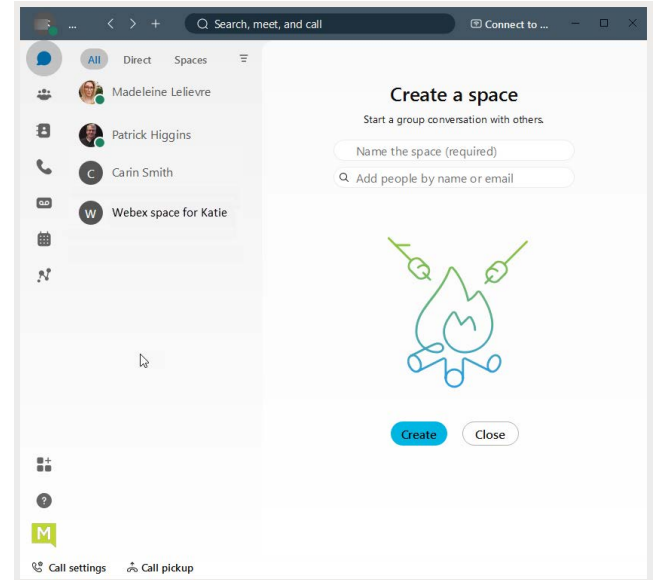 ... Search, meet, and call Connect to ...
All Direct Spaces
Madeleine Lelievre
Patrick Higgins
C Carin Smith
W Webex space for Katie
Create a space
Start a group conversation with others.
Name the space (required)
Add people by name or email
Create Close
?
M
Call settings Call pickup